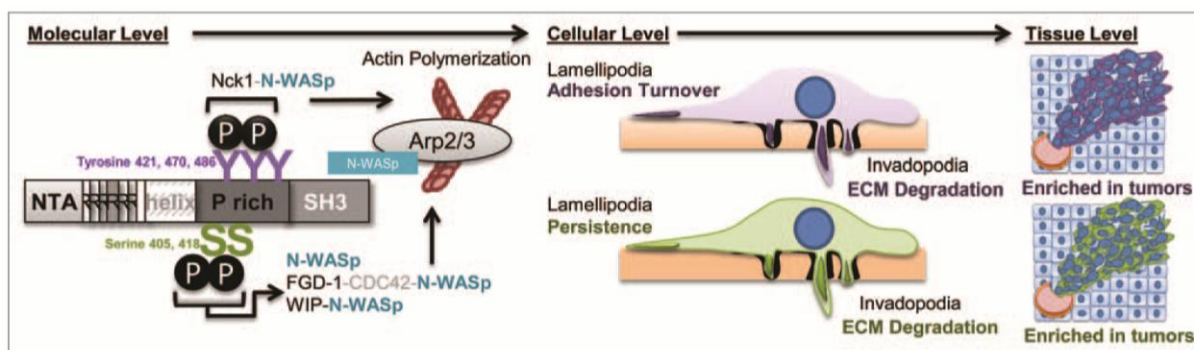 Molecular Level
Actin Polymerization
Nck1-N-WASp
P P
Tyrosine 421, 470, 486
YYY
Arp2/3
N-WASp
NTA
helix
P rich
SH3
Serine 405, 418
SS
P P
N-WASp
FGD-1-CDC42-N-WASp
WIP-N-WASp
Cellular Level
Lamellipodia
Adhesion Turnover
Invadopodia
ECM Degradation
Lamellipodia
Persistence
Invadopodia
ECM Degradation
Tissue Level
Enriched in tumors
Enriched in tumors